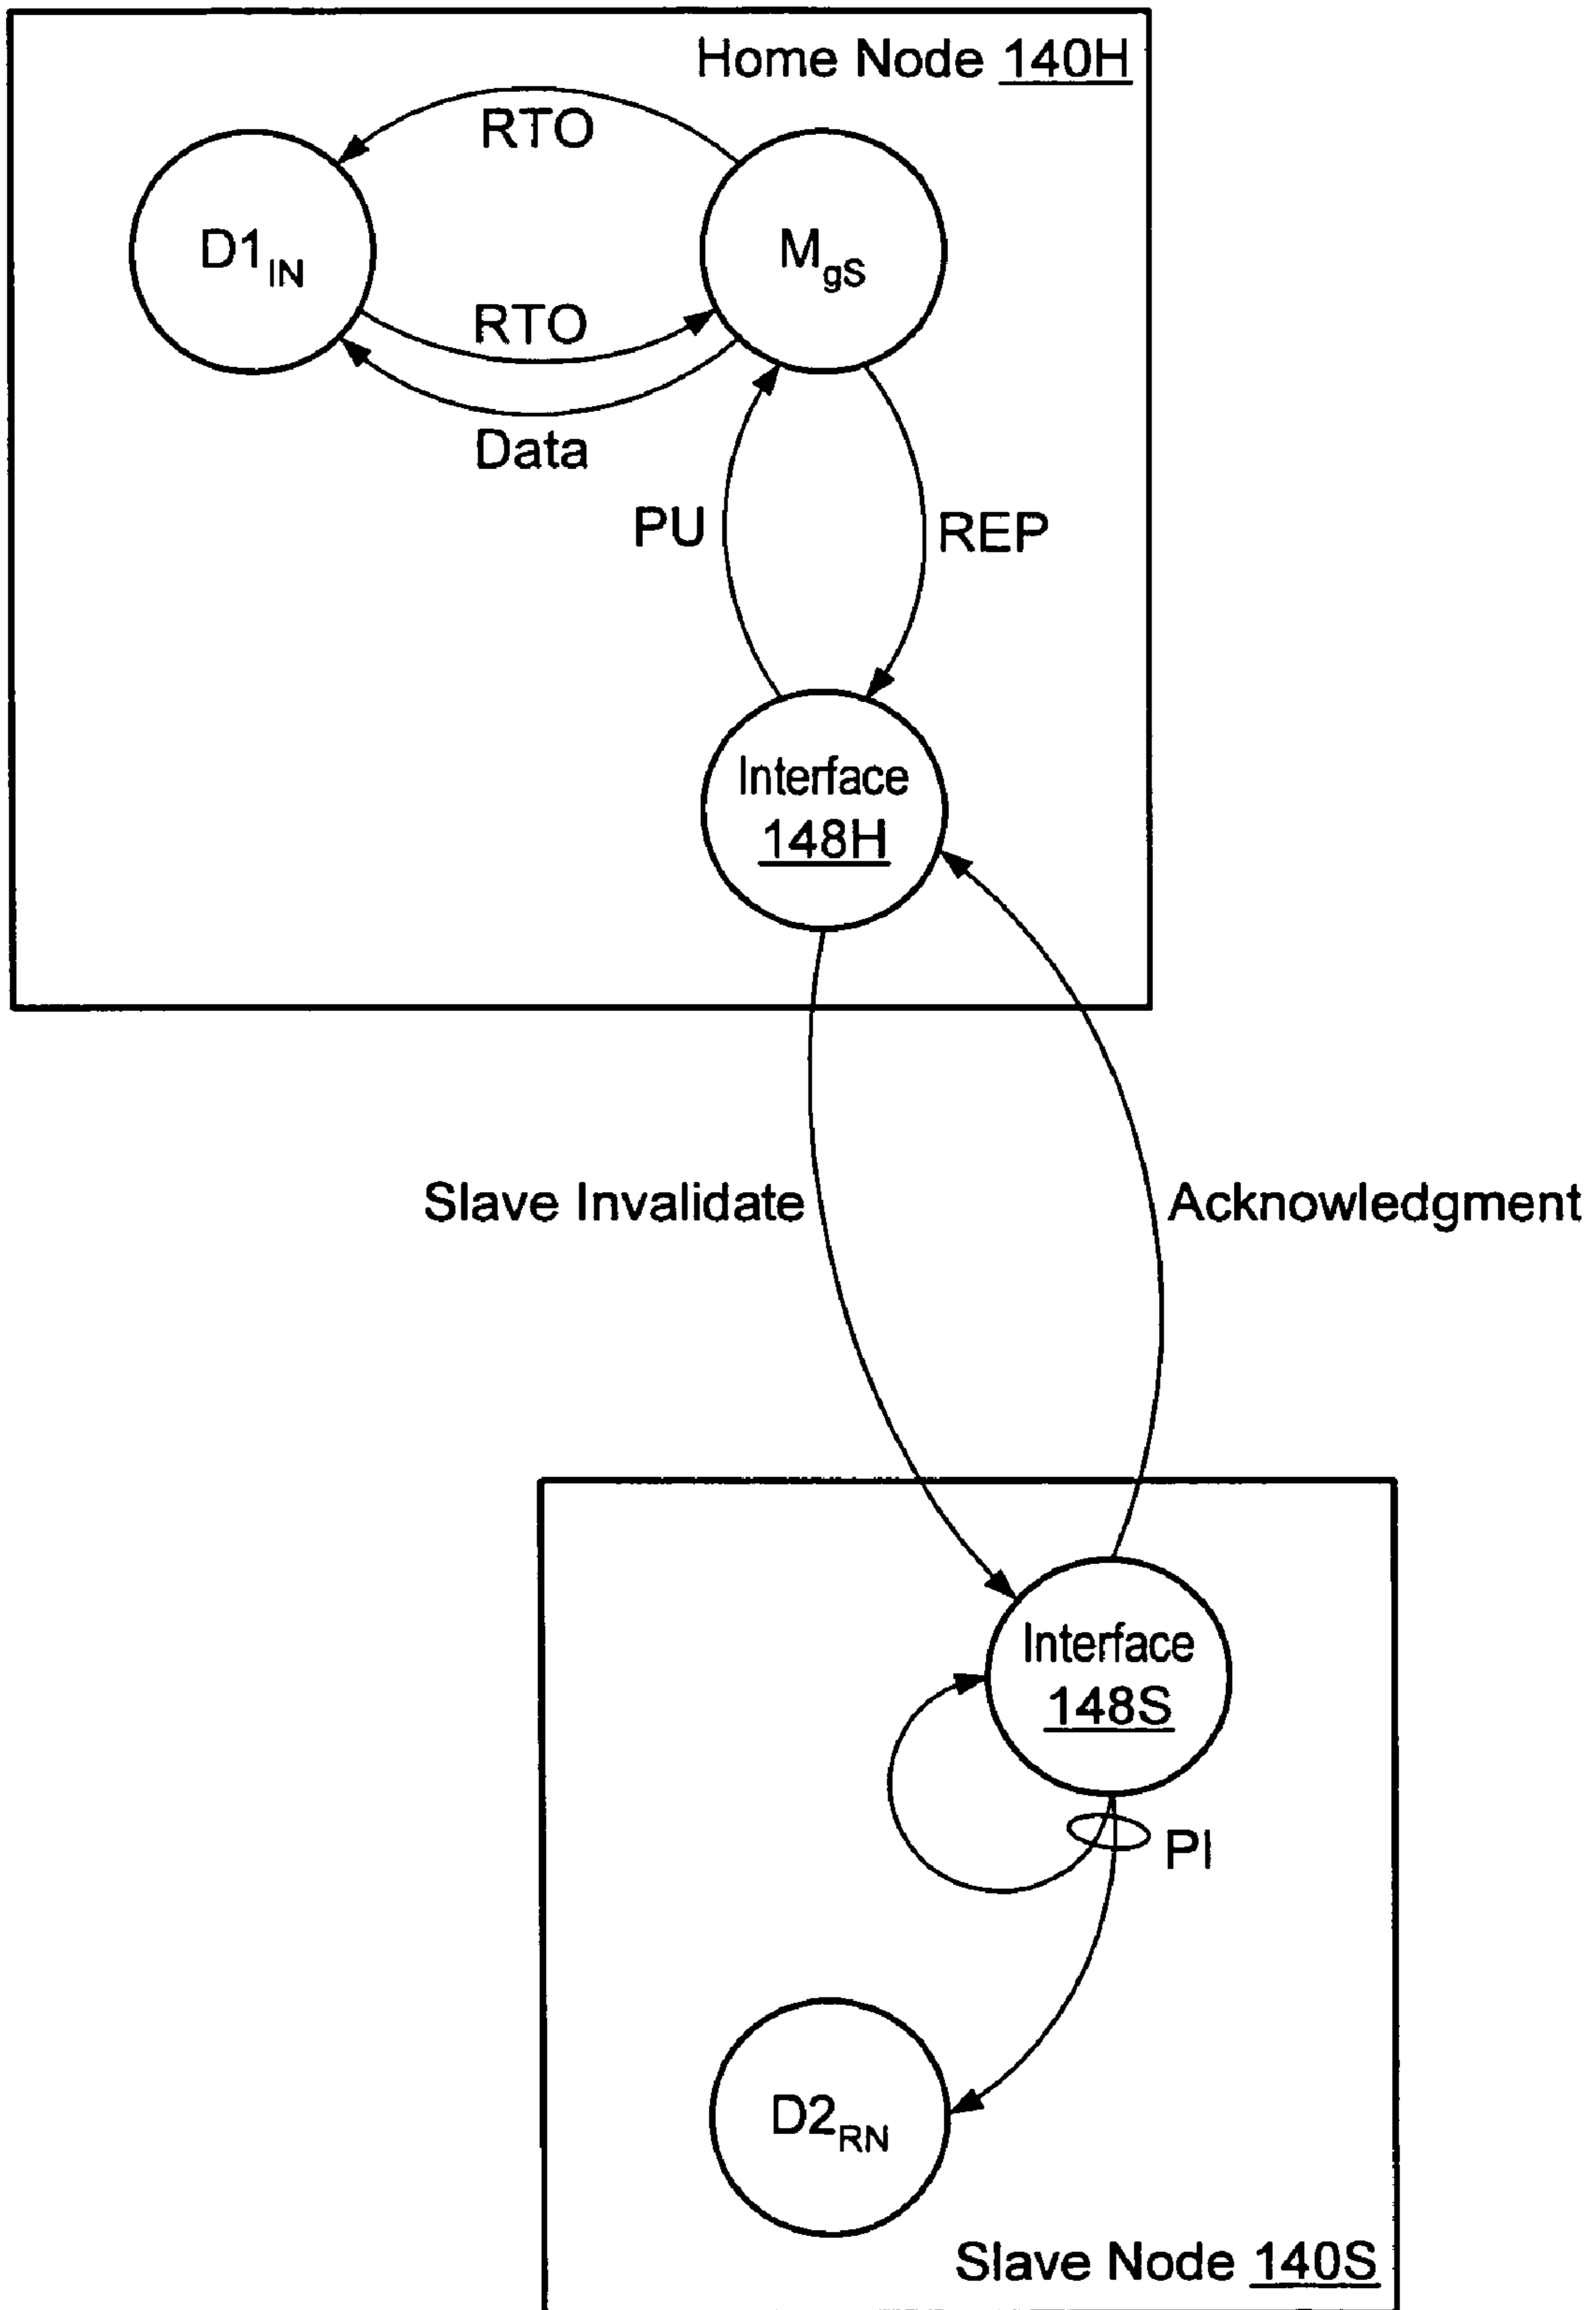 Home Node 140H
RTO
D1IN
MgS
RTO
Data
PU
REP
Interface
148H
Slave Invalidate
Acknowledgment
Interface
148S
PI
D2RN
Slave Node 140S